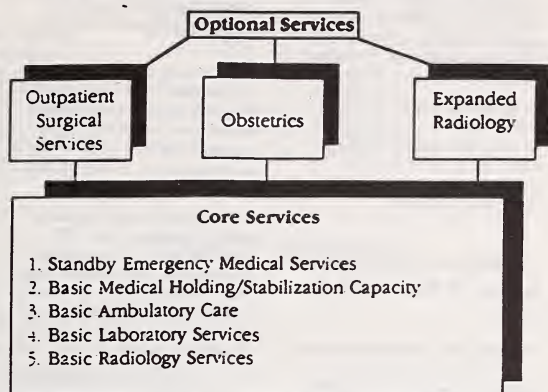 Optional Services
Outpatient
Surgical
Services
Obstetrics
Expanded
Radiology
Core Services
1. Standby Emergency Medical Services
2. Basic Medical Holding/Stabilization Capacity
3. Basic Ambulatory Care
4. Basic Laboratory Services
5. Basic Radiology Services